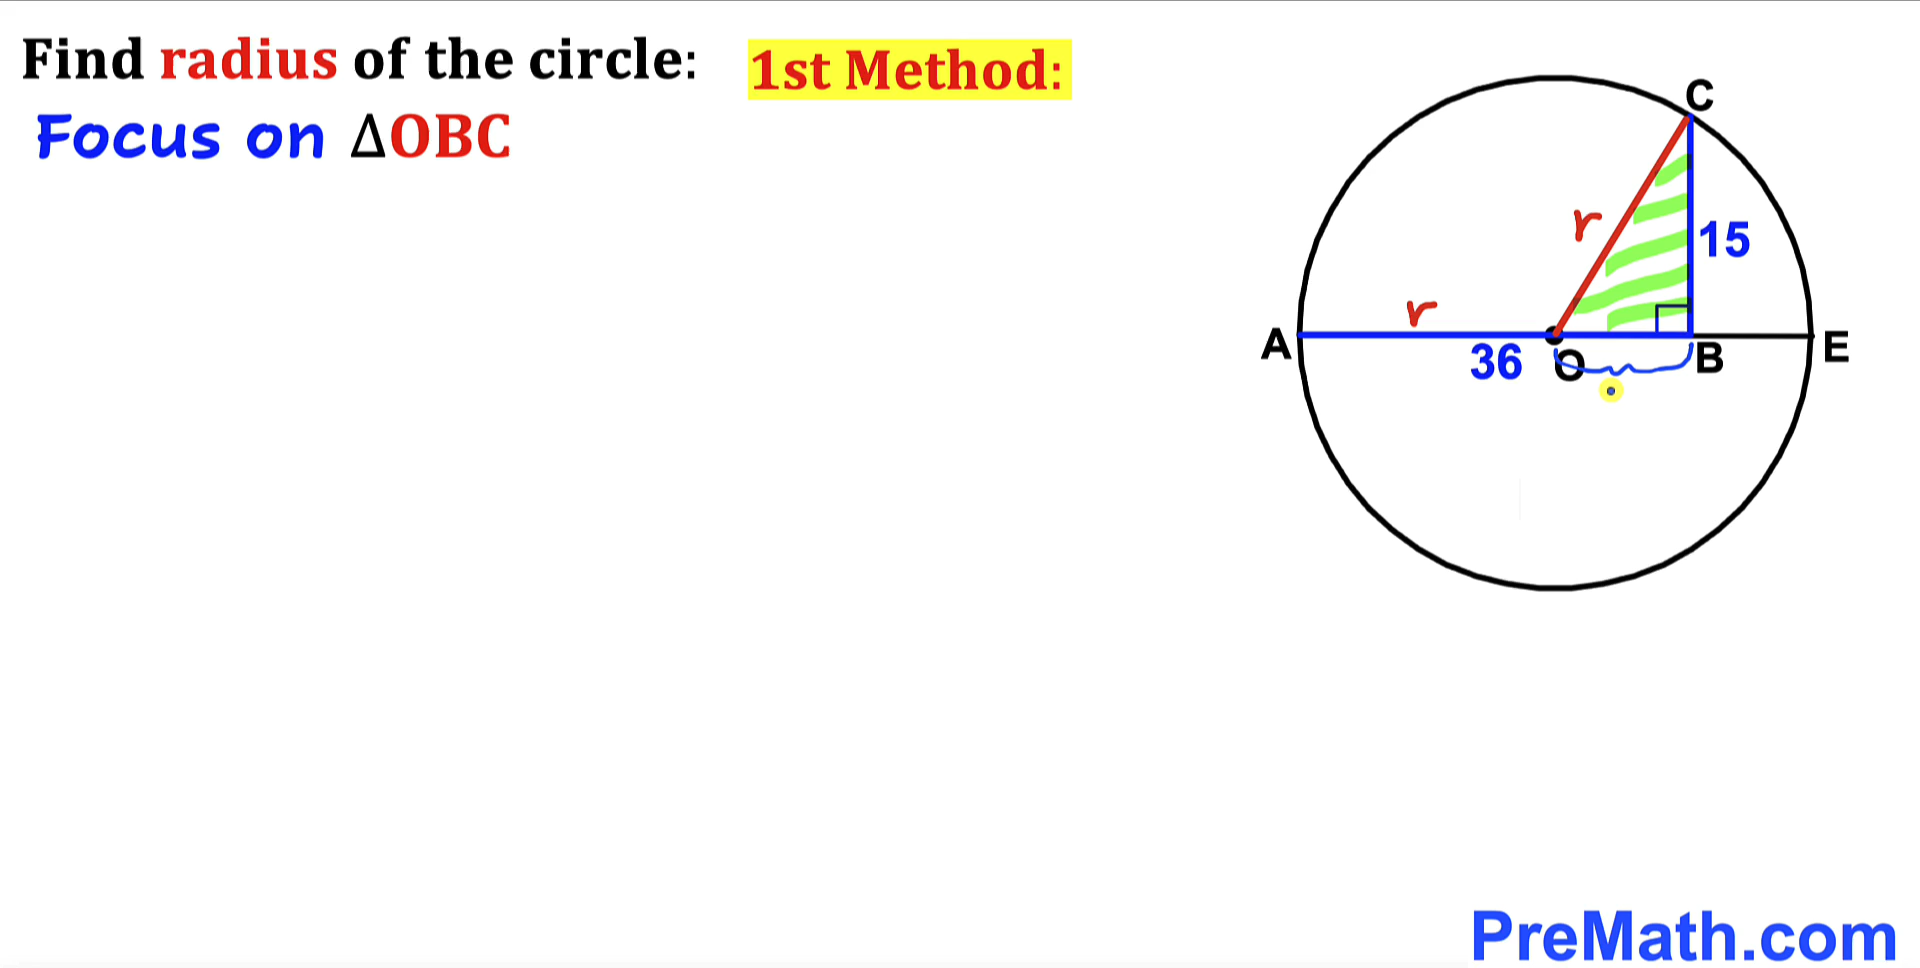 Find radius of the circle:
1st Method:
Focus on ΔOBC
C
r
15
r
A
36
O
B
E
PreMath.com